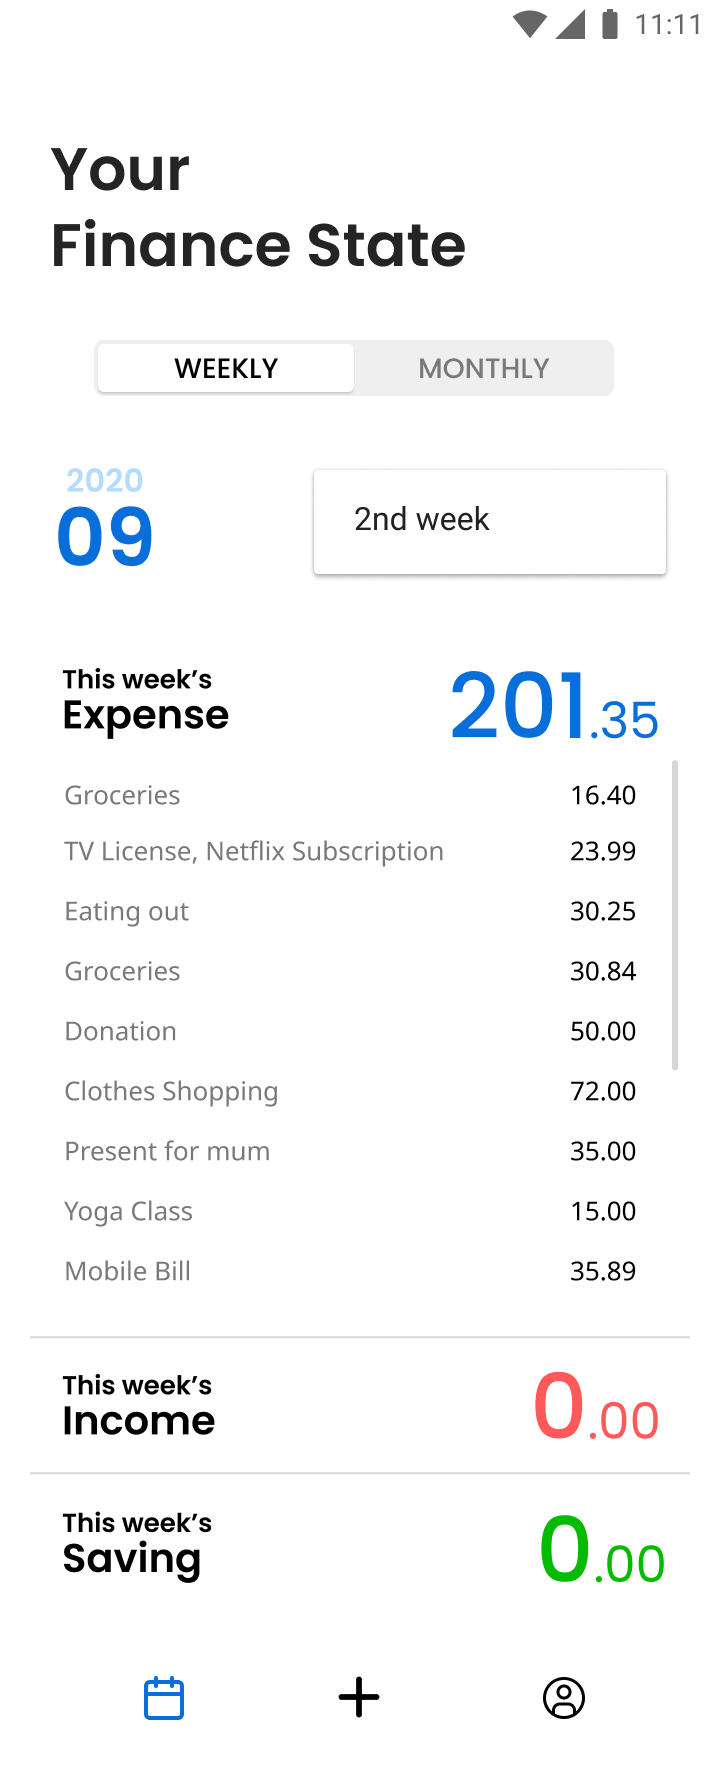 11:11
Your
Finance State
WEEKLY MONTHLY
2020
09
2nd week
This week’s
Expense 201.35
Groceries 16.40
TV License, Netflix Subscription 23.99
Eating out 30.25
Groceries 30.84
Donation 50.00
Clothes Shopping 72.00
Present for mum 35.00
Yoga Class 15.00
Mobile Bill 35.89
This week’s
Income 0.00
This week’s
Saving 0.00